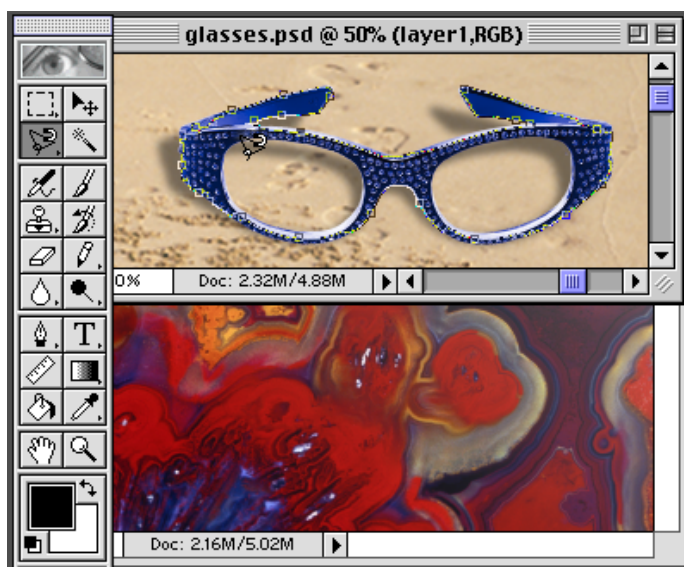 glasses.psd @ 50% (layer1,RGB)
0%
Doc: 2.32M/4.88M
T
Doc: 2.16M/5.02M